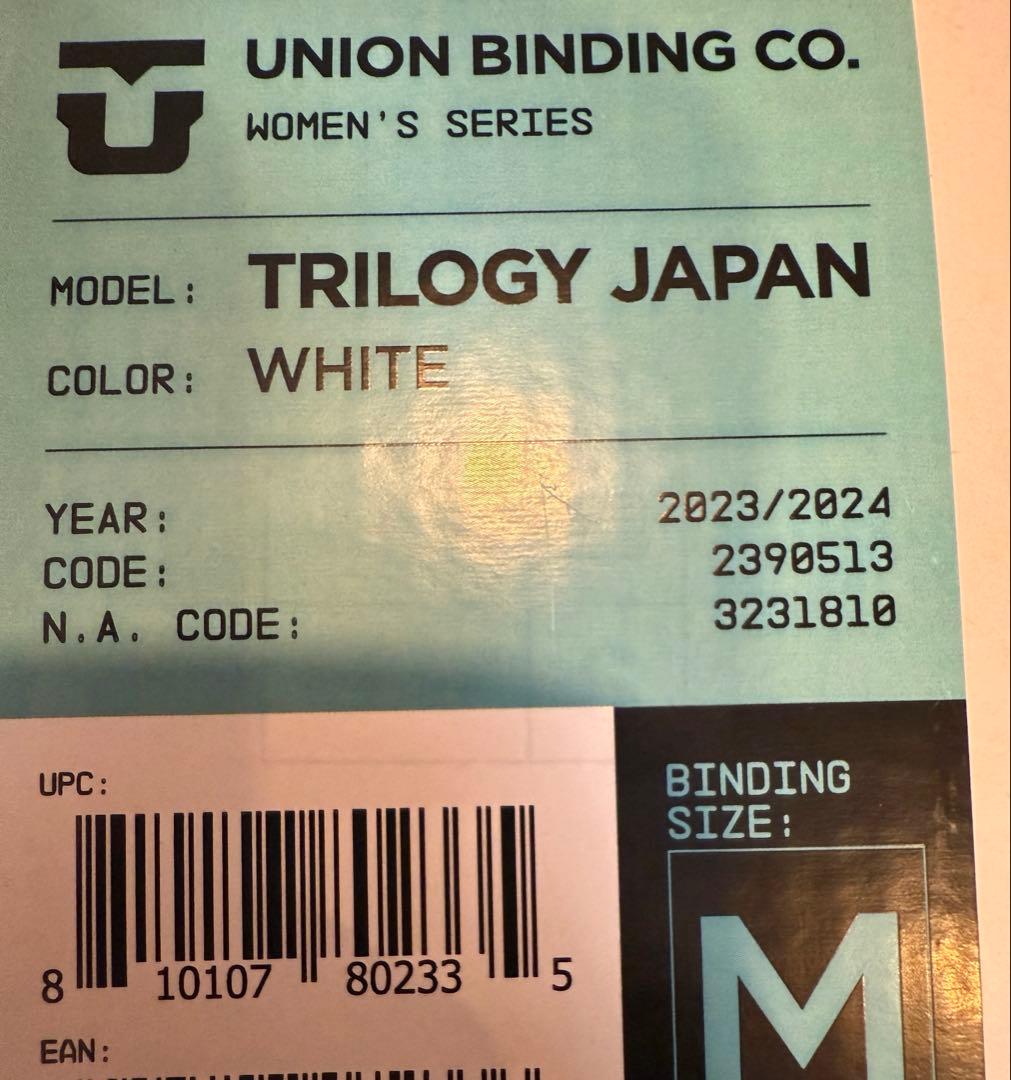 UNION BINDING CO.
WOMEN'S SERIES
MODEL: TRILOGY JAPAN
COLOR: WHITE
YEAR: 2023/2024
CODE: 2390513
N.A. CODE: 3231810
UPC:
8 10107 80233 5
EAN:
BINDING
SIZE:
M